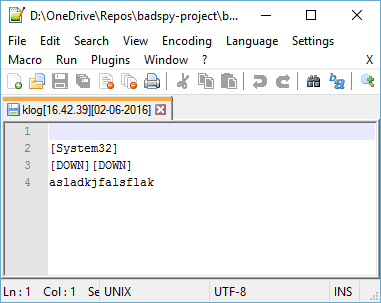 D:\OneDrive\Repos\badspy-project\b...
File Edit Search View Encoding Language Settings
Macro Run Plugins Window ? X
klog[16.42.39][02-06-2016]
1
2 [System32]
3 [DOWN][DOWN]
4 asladkjfalsflak
Ln : 1 Col : 1 Se UNIX UTF-8 INS